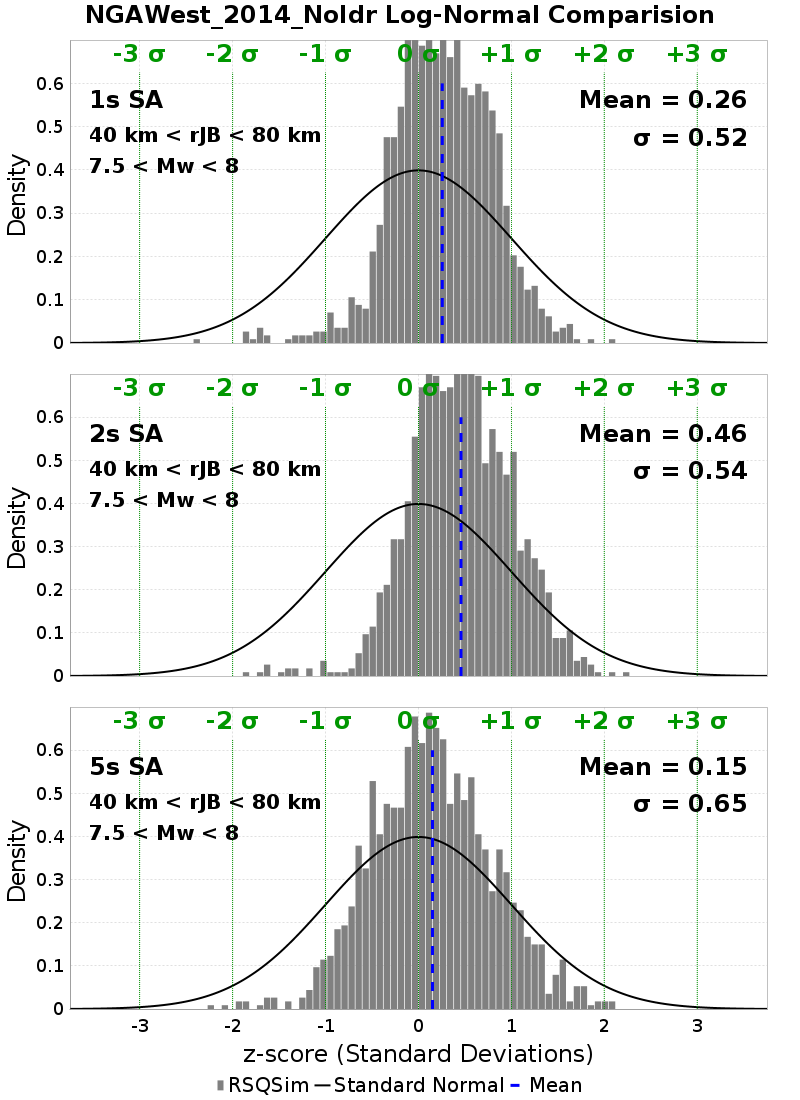 NGAWest_2014_NoIdr Log-Normal Comparision
-3 σ -2 σ -1 σ 0 σ +1 σ +2 σ +3 σ
1s SA
Mean = 0.26
40 km < rJB < 80 km
σ = 0.52
7.5 < Mw < 8
Density
0.6
0.5
0.4
0.3
0.2
0.1
0
-3 σ -2 σ -1 σ 0 σ +1 σ +2 σ +3 σ
2s SA
Mean = 0.46
40 km < rJB < 80 km
σ = 0.54
7.5 < Mw < 8
Density
0.6
0.5
0.4
0.3
0.2
0.1
0
-3 σ -2 σ -1 σ 0 σ +1 σ +2 σ +3 σ
5s SA
Mean = 0.15
40 km < rJB < 80 km
σ = 0.65
7.5 < Mw < 8
Density
0.6
0.5
0.4
0.3
0.2
0.1
0
-3 -2 -1 0 1 2 3
z-score (Standard Deviations)
RSQSim Standard Normal Mean